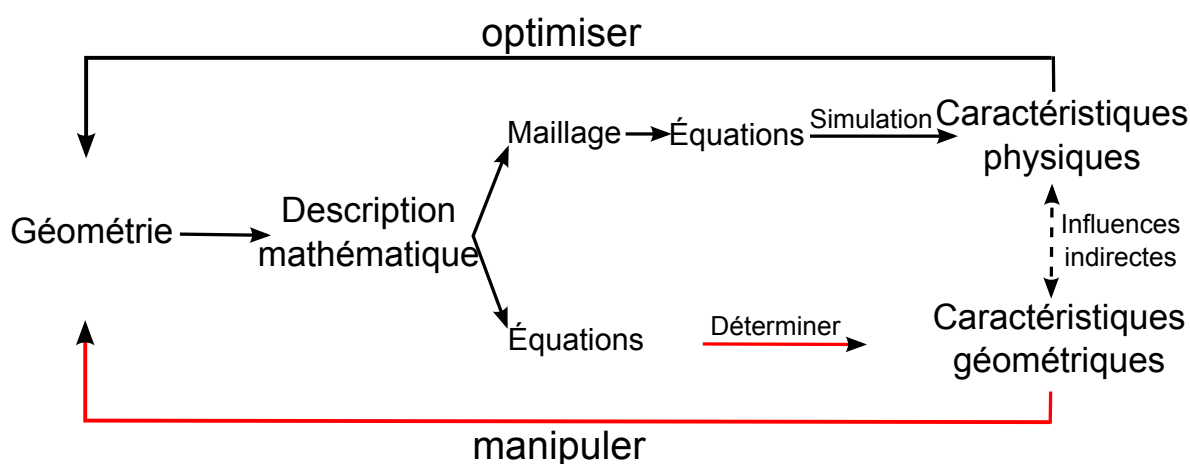 optimiser
Maillage
Équations
Simulation
Caractéristiques
physiques
Géométrie
Description
mathématique
Influences
indirectes
Équations
Déterminer
Caractéristiques
géométriques
manipuler